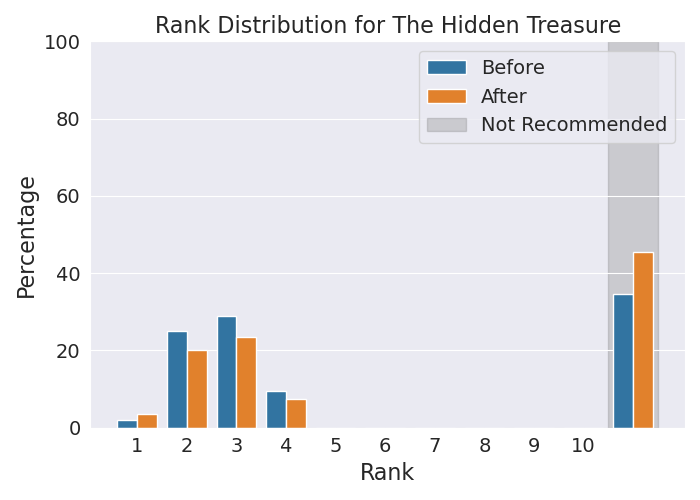 Rank Distribution for The Hidden Treasure
100
80
60
40
20
0
Percentage
Before
After
Not Recommended
1 2 3 4 5 6 7 8 9 10
Rank